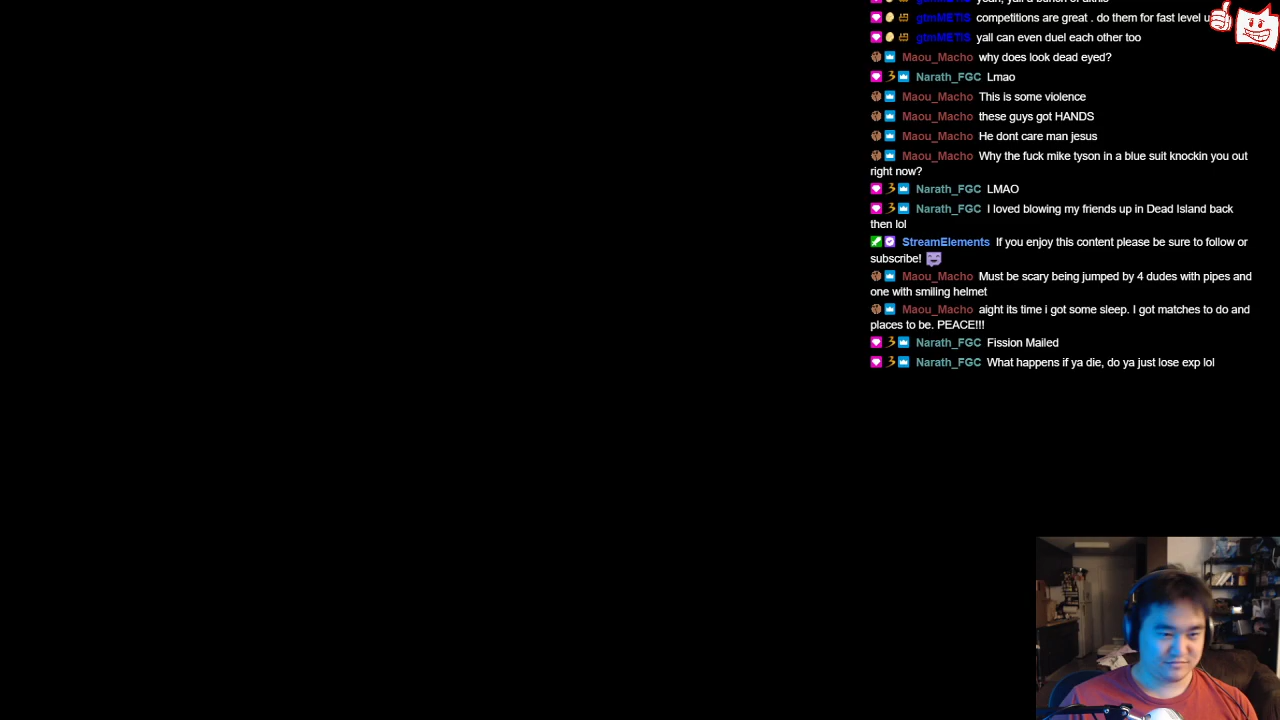 gtmMETIS competitions are great . do them for fast level
gtmMETIS yall can even duel each other too
Maou_Macho why does look dead eyed?
Narath_FGC Lmao
Maou_Macho This is some violence
Maou_Macho these guys got HANDS
Maou_Macho He dont care man jesus
Maou_Macho Why the fuck mike tyson in a blue suit knockin you out
right now?
Narath_FGC LMAO
Narath_FGC I loved blowing my friends up in Dead Island back
then lol
StreamElements If you enjoy this content please be sure to follow or
subscribe!
Maou_Macho Must be scary being jumped by 4 dudes with pipes and
one with smiling helmet
Maou_Macho aight its time i got some sleep. I got matches to do and
places to be. PEACE!!!
Narath_FGC Fission Mailed
Narath_FGC What happens if ya die, do ya just lose exp lol